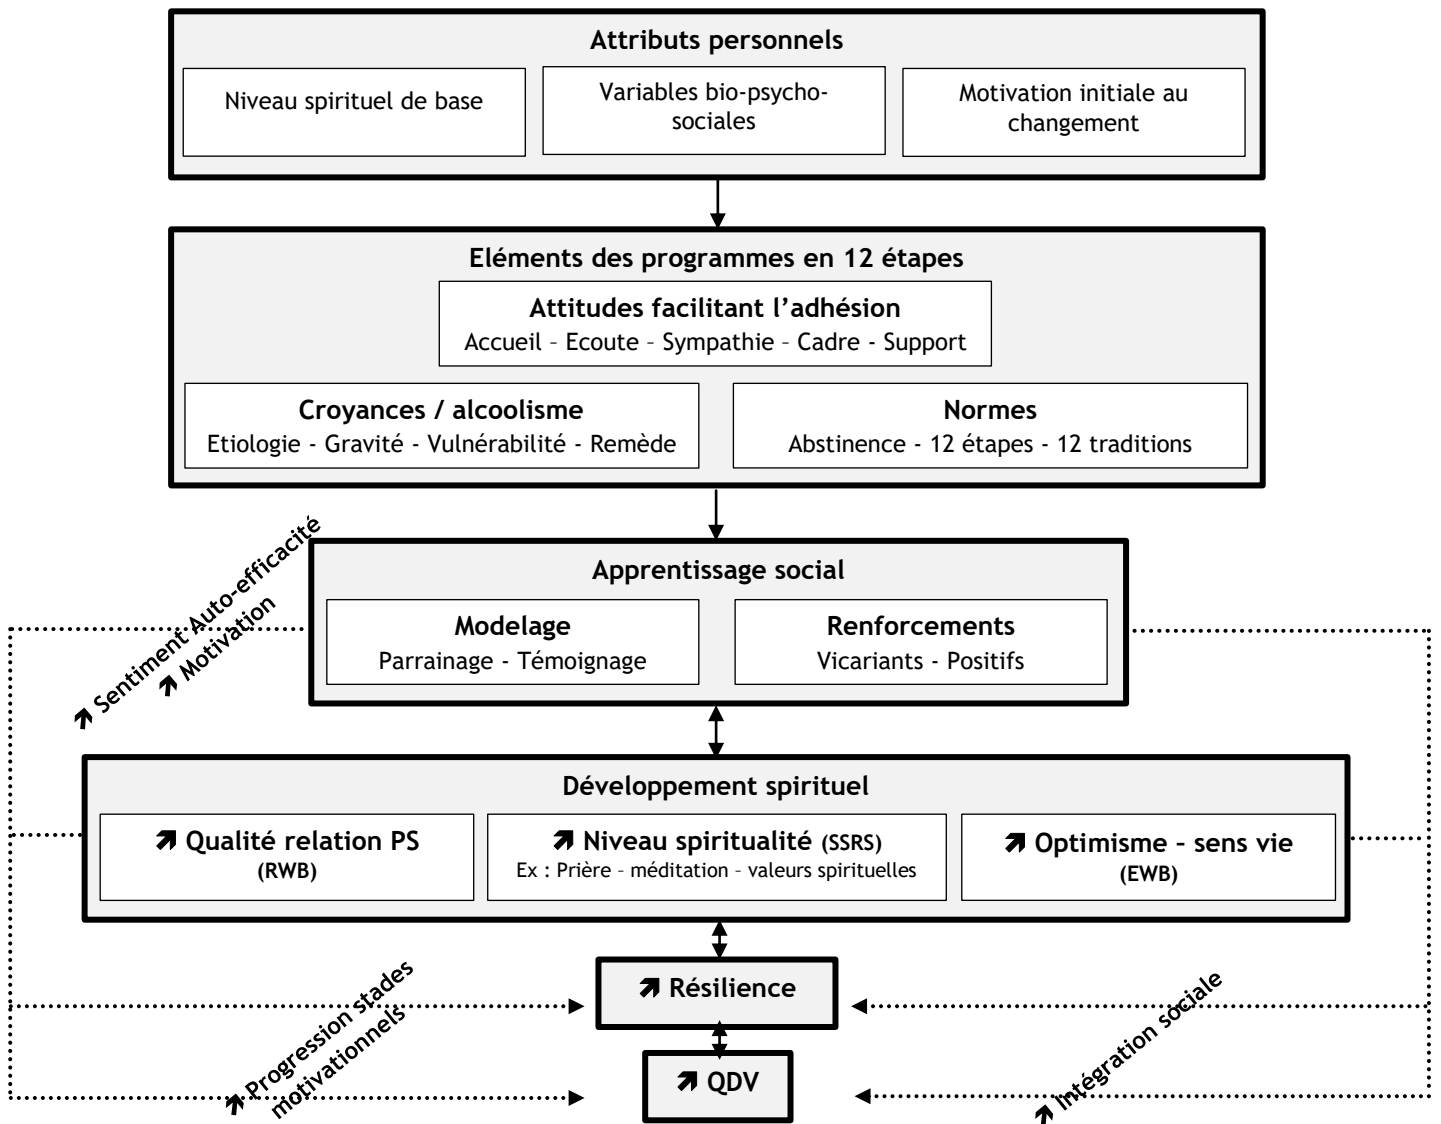 Attributs personnels
Niveau spirituel de base
Variables bio-psycho-
sociales
Motivation initiale au
changement
Eléments des programmes en 12 étapes
Attitudes facilitant l’adhésion
Accueil – Ecoute – Sympathie – Cadre - Support
Croyances / alcoolisme
Etiologie - Gravité - Vulnérabilité - Remède
Normes
Abstinence - 12 étapes - 12 traditions
↗ Sentiment Auto-efficacité
↗ Motivation
Apprentissage social
Modelage
Parrainage - Témoignage
Renforcements
Vicariants - Positifs
Développement spirituel
↗ Qualité relation PS
(RWB)
↗ Niveau spiritualité (SSRS)
Ex : Prière – méditation – valeurs spirituelles
↗ Optimisme – sens vie
(EWB)
↗ Résilience
↗ Progression stades
motivationnels
↗ Intégration sociale
↗ QDV